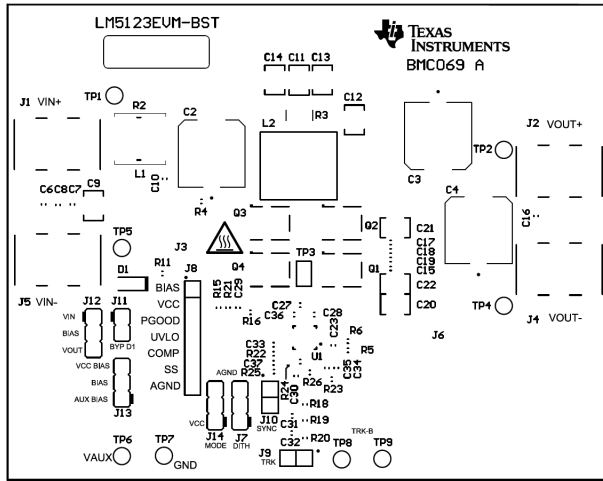 LM5123EVM-BST
TEXAS
INSTRUMENTS
BMC069 A
C14 C11 C13
J1 VIN+
TP1
R2
C2
R3
C12
L2
J2 VOUT+
TP2
C3
L1
C10
C6 C8 C7
C9
R4
C4
Q3
Q2
C21
C16
TP5
J3
C17
C18
C19
C15
D1
R11
J8
Q4
TP3
Q1
C22
C20
TP4
J5 VIN-
J12
J11
BIAS
VCC
PGOOD
UVLO
COMP
SS
AGND
R15
R21
C29
R16
C27
C36
C28
C23
R6
R5
J6
J4 VOUT-
VIN
BIAS
VOUT
BYP D1
C33
R22
C37
R25
U1
R26
R23
C35
C34
VCC BIAS
BIAS
AUX BIAS
J13
AGND
R24
C30
VCC
J14
MODE
J7
DITH
J10
SYNC
R18
R19
R20
C31
C32
J9
TRK
TRK-B
TP6
VAUX
TP7
GND
TP8
TP9